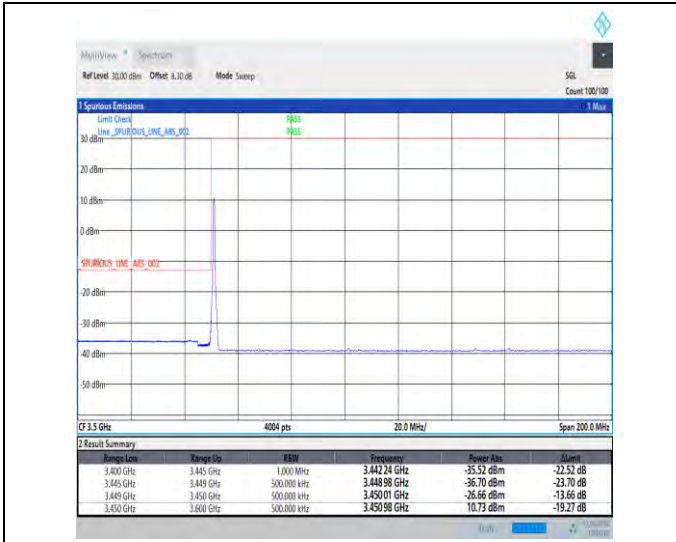 MultiView Spectrum
Ref Level 30.00 dBm Offset 8.30 dB Mode Sweep SGL
Count 100/100
1 Spurious Emissions 1 Max
Limit Check PASS
Line _SPURIOUS_LINE_ABS_002 PASS
30 dBm
20 dBm
10 dBm
0 dBm
_SPURIOUS_LINE_ABS_002
-20 dBm
-30 dBm
-40 dBm
-50 dBm
CF 3.5 GHz 4004 pts 20.0 MHz/ Span 200.0 MHz
2 Result Summary
Range Low Range Up RBW Frequency Power Abs ΔLimit
3.400 GHz 3.445 GHz 1.000 MHz 3.442 24 GHz -35.52 dBm -22.52 dB
3.445 GHz 3.449 GHz 500.000 kHz 3.448 98 GHz -36.70 dBm -23.70 dB
3.449 GHz 3.450 GHz 500.000 kHz 3.450 01 GHz -26.66 dBm -13.66 dB
3.450 GHz 3.600 GHz 500.000 kHz 3.450 98 GHz 10.73 dBm -19.27 dB